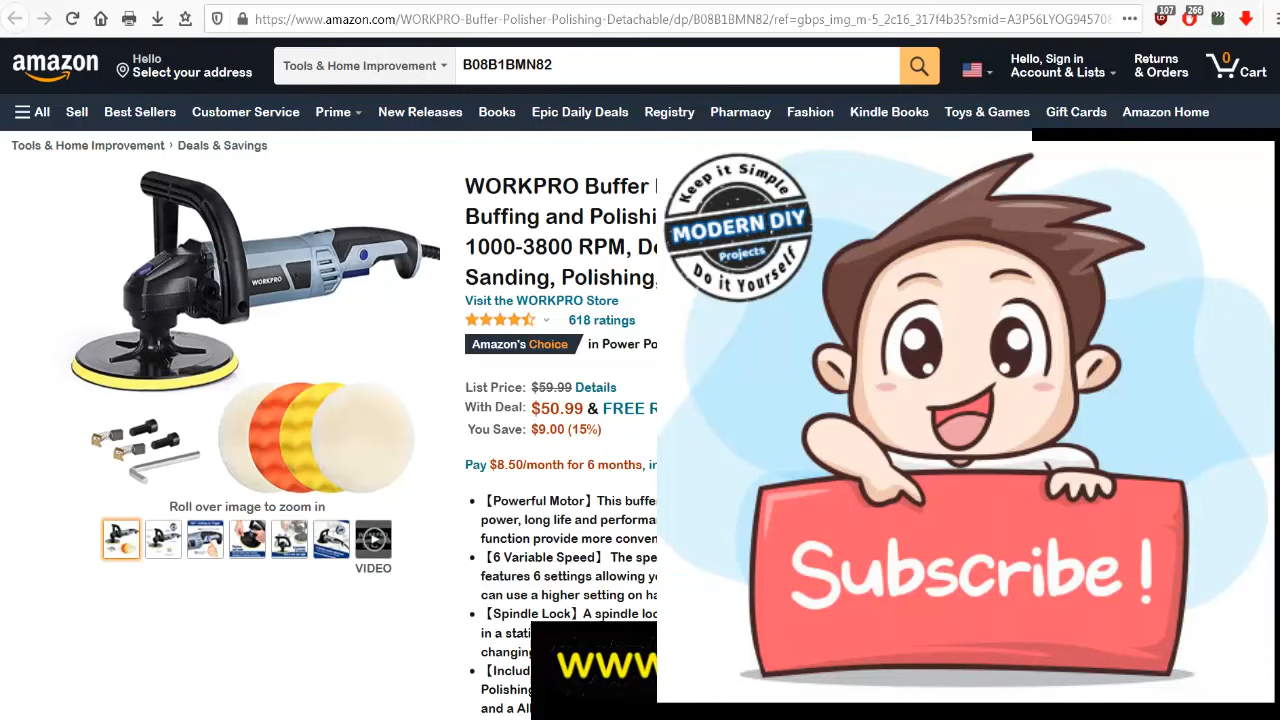 https://www.amazon.com/WORKPRO-Buffer-Polisher-Polishing-Detachable/dp/B08B1BMN82/ref=gbps_img_m-5_2c16_317f4b35?smid=A3P56LYOG94570
107
266
amazon
Hello
Select your address
Tools & Home Improvement
B08B1BMN82
Hello, Sign in
Account & Lists
Returns
& Orders
0
Cart
All Sell Best Sellers Customer Service Prime New Releases Books Epic Daily Deals Registry Pharmacy Fashion Kindle Books Toys & Games Gift Cards Amazon Home
Tools & Home Improvement › Deals & Savings
WORKPRO
Roll over image to zoom in
VIDEO
WORKPRO Buffer
Buffing and Polishi
1000-3800 RPM, De
Sanding, Polishing,
Visit the WORKPRO Store
618 ratings
Amazon's Choice in Power Po
List Price: $59.99 Details
With Deal: $50.99 & FREE R
You Save: $9.00 (15%)
Pay $8.50/month for 6 months, in
• 【Powerful Motor】This buffe
power, long life and performa
function provide more conven
• 【6 Variable Speed】The spe
features 6 settings allowing yo
can use a higher setting on ha
• 【Spindle Lock】A spindle loc
in a stati
changing
• 【Includ
Polishing
and a All
www
Keep it Simple
MODERN DIY
Projects
Do it Yourself
Subscribe!